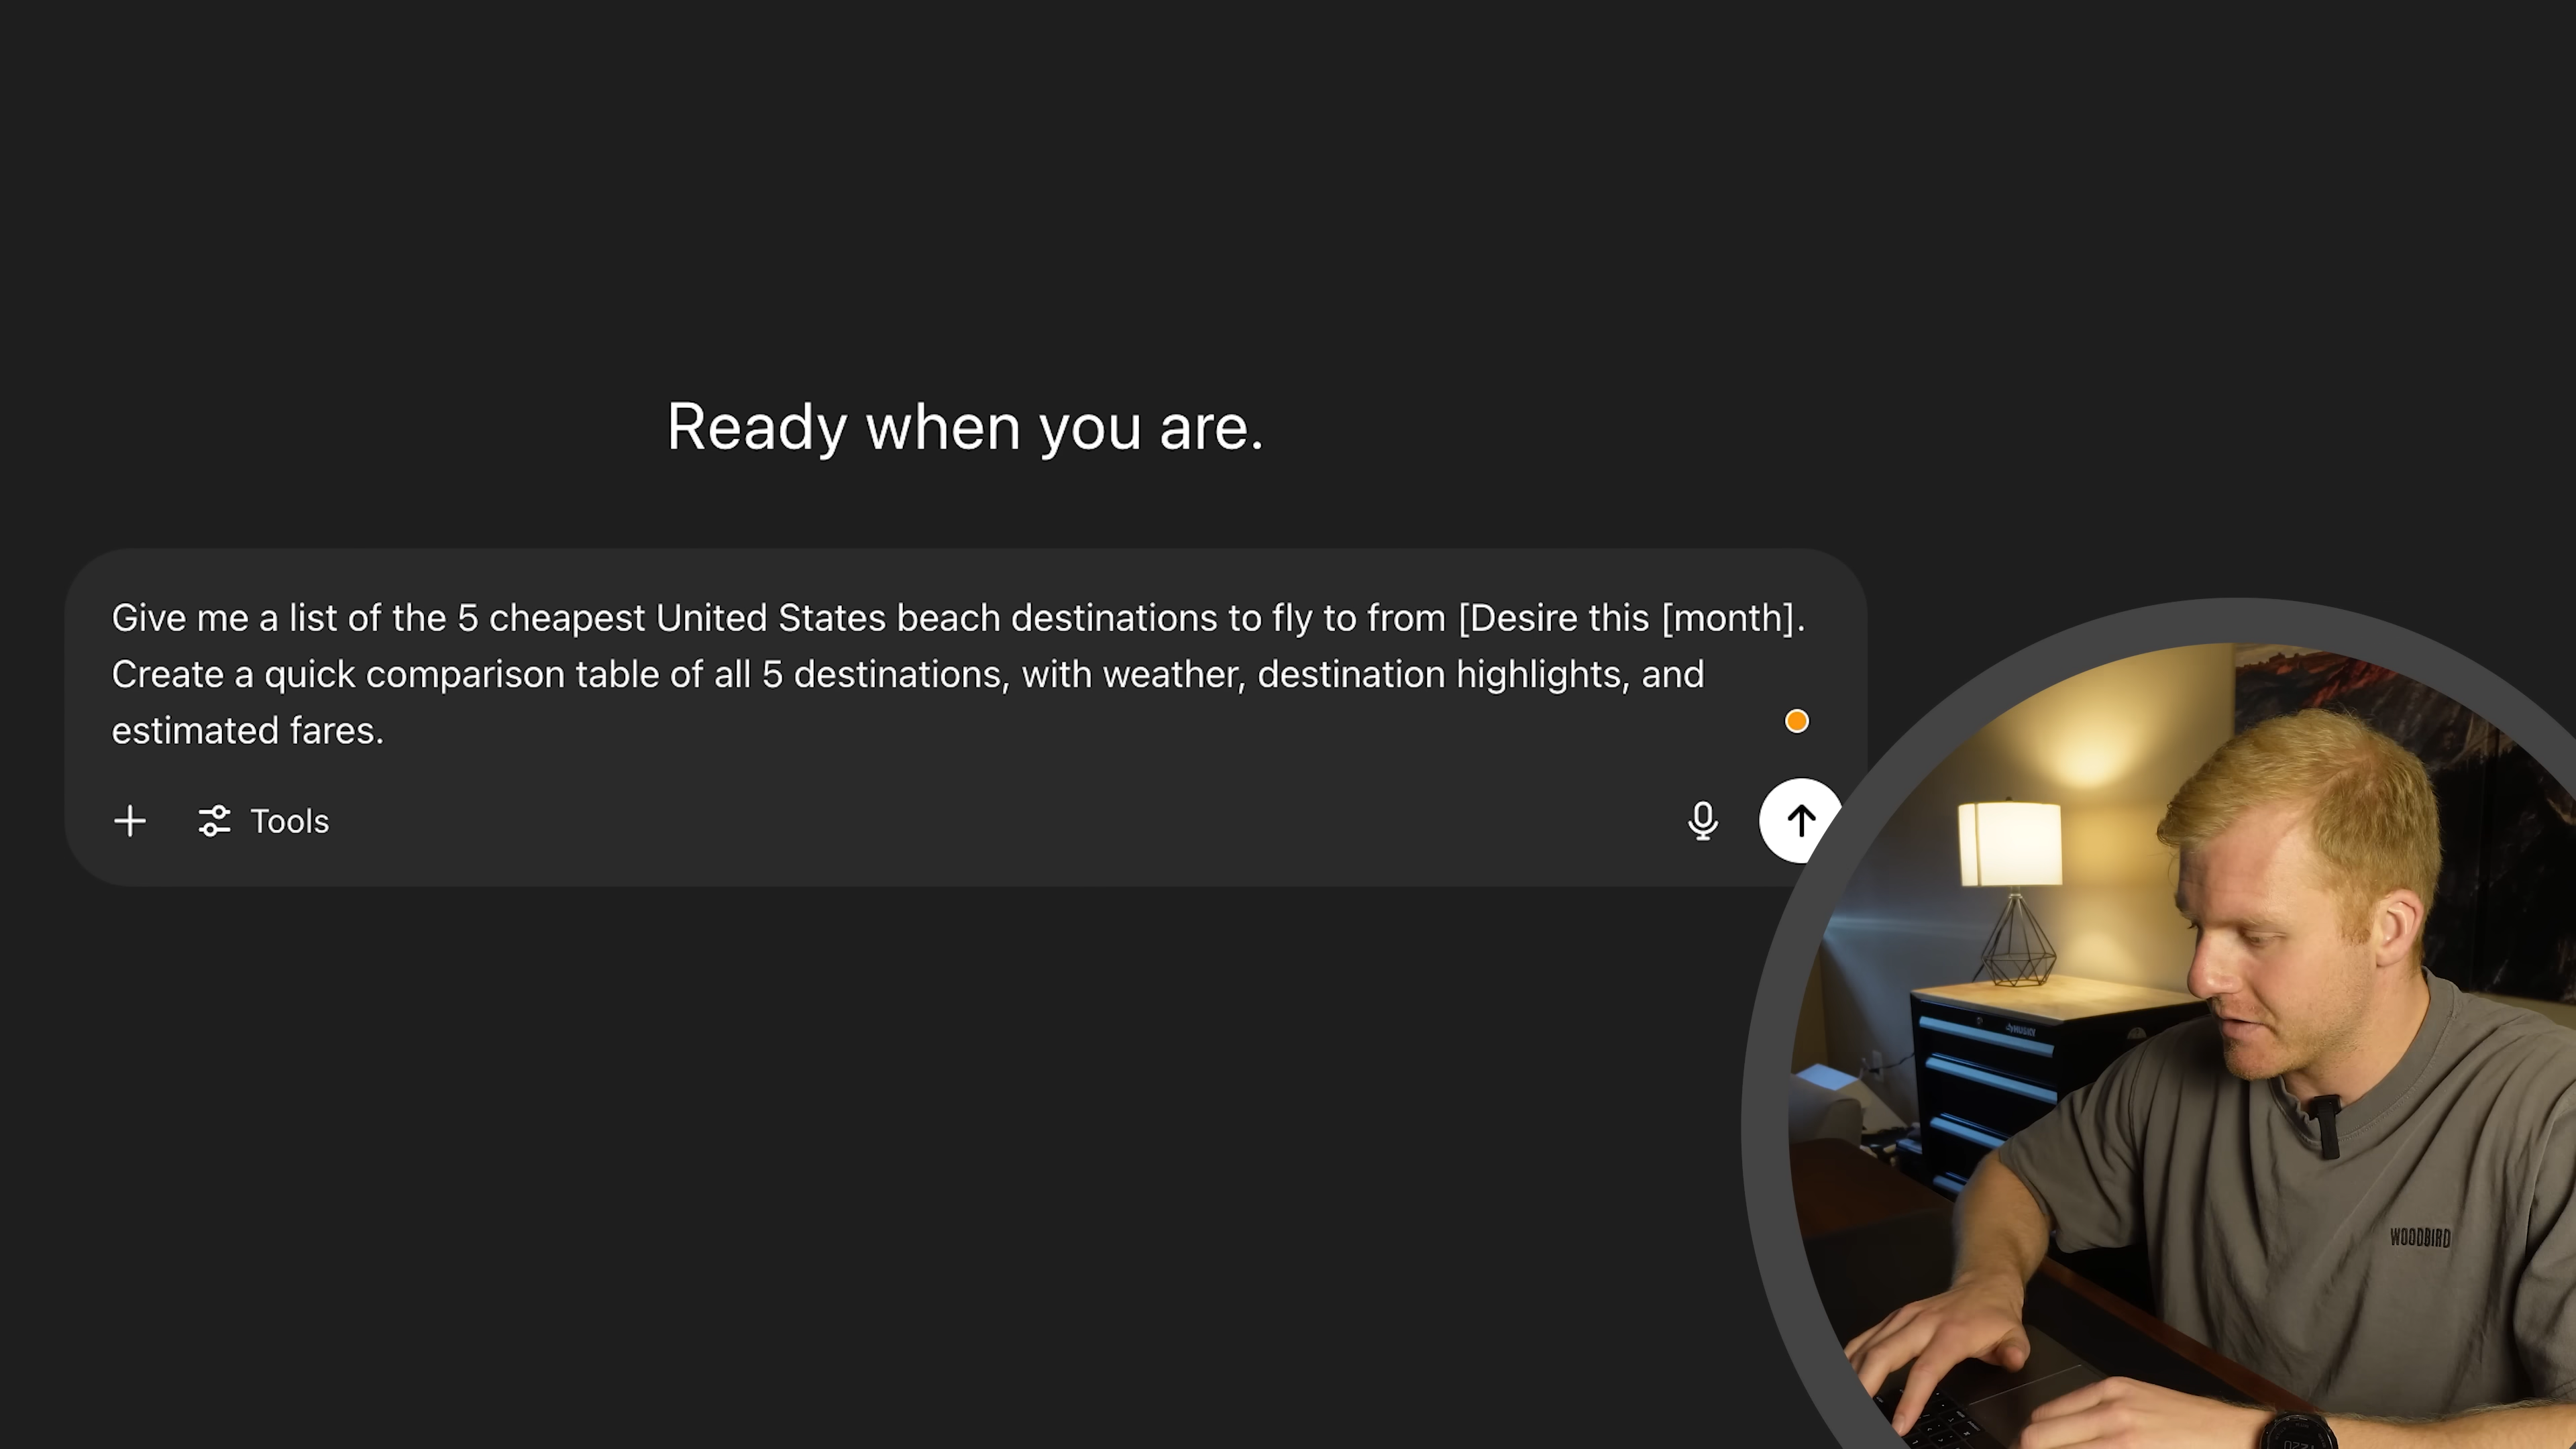 Ready when you are.
Give me a list of the 5 cheapest United States beach destinations to fly to from [Desire this [month].
Create a quick comparison table of all 5 destinations, with weather, destination highlights, and
estimated fares.
Tools
WOODBIRD